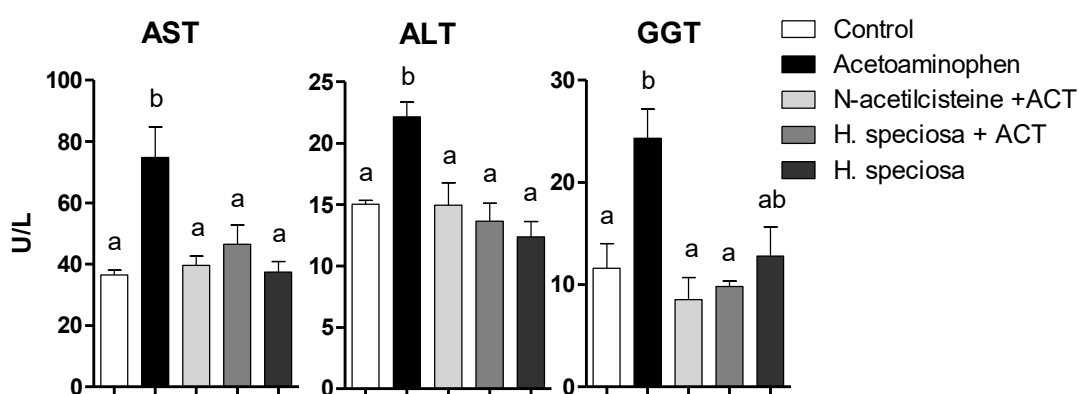 AST
ALT
GGT
Control
Acetoaminophen
N-acetilcisteine +ACT
H. speciosa + ACT
H. speciosa
U/L
100
80
60
40
20
0
a
b
a
a
a
25
20
15
10
5
0
a
b
a
a
a
30
20
10
0
a
b
a
a
ab